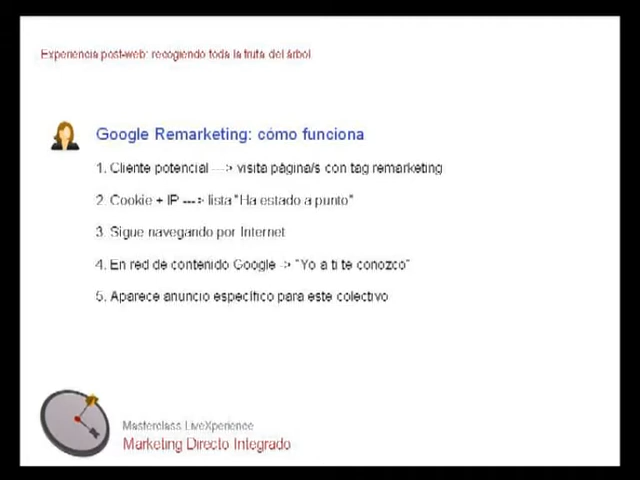 Experiencia post-web: recogiendo toda la fruta del árbol
Google Remarketing: cómo funciona
1. Cliente potencial ---> visita página/s con tag remarketing
2. Cookie + IP ---> lista "Ha estado a punto"
3. Sigue navegando por Internet
4. En red de contenido Google -> "Yo a ti te conozco"
5. Aparece anuncio específico para este colectivo
Masterclass LiveXperience
Marketing Directo Integrado